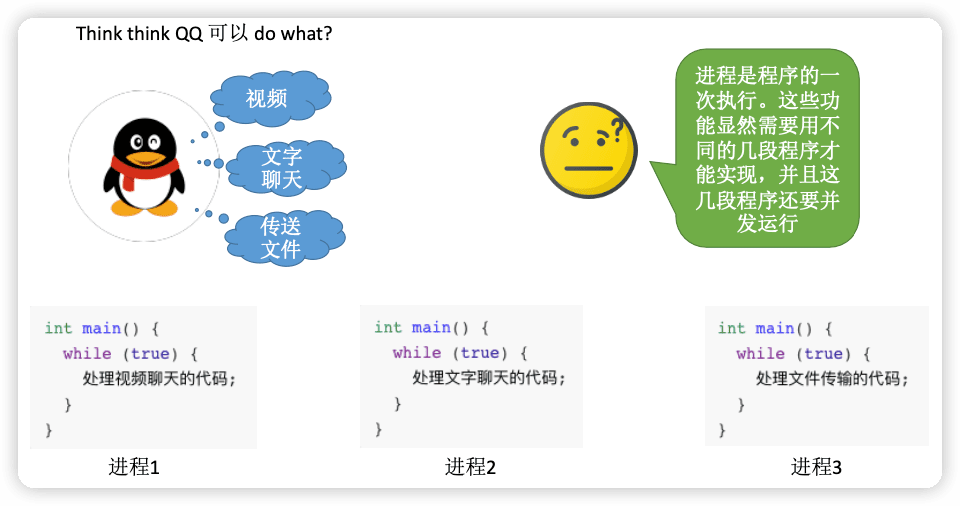 Think think QQ 可以 do what?
视频
文字
聊天
传送
文件
?
进程是程序的一
次执行。这些功
能显然需要用不
同的几段程序才
能实现，并且这
几段程序还要并
发运行
int main() {
while (true) {
处理视频聊天的代码;
}
}
进程1
int main() {
while (true) {
处理文字聊天的代码;
}
}
进程2
int main() {
while (true) {
处理文件传输的代码;
}
}
进程3